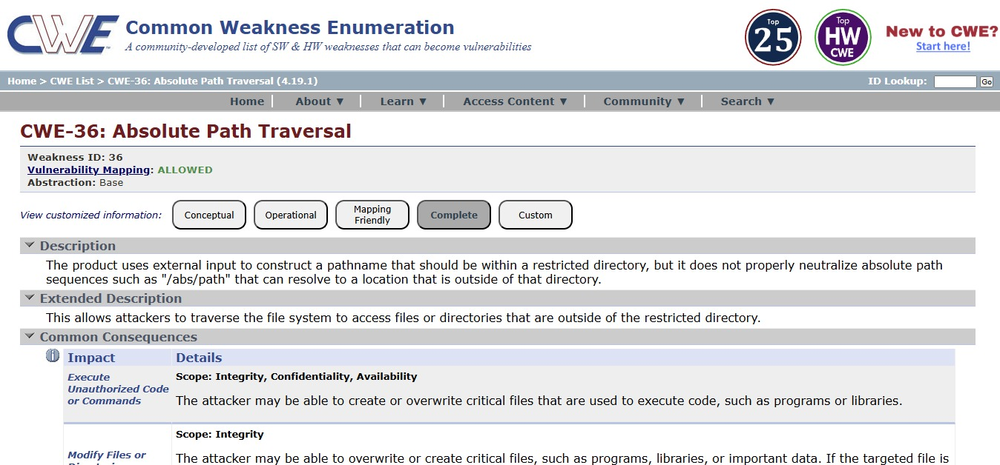 CWE
Common Weakness Enumeration
A community-developed list of SW & HW weaknesses that can become vulnerabilities
Top
25
Top
HW
CWE
New to CWE?
Start here!
Home > CWE List > CWE-36: Absolute Path Traversal (4.19.1)
ID Lookup:
Go
Home
About ▼
Learn ▼
Access Content ▼
Community ▼
Search ▼
CWE-36: Absolute Path Traversal
Weakness ID: 36
Vulnerability Mapping: ALLOWED
Abstraction: Base
View customized information:
Conceptual
Operational
Mapping
Friendly
Complete
Custom
Description
The product uses external input to construct a pathname that should be within a restricted directory, but it does not properly neutralize absolute path
sequences such as "/abs/path" that can resolve to a location that is outside of that directory.
Extended Description
This allows attackers to traverse the file system to access files or directories that are outside of the restricted directory.
Common Consequences
Impact
Details
Execute
Unauthorized Code
or Commands
Scope: Integrity, Confidentiality, Availability
The attacker may be able to create or overwrite critical files that are used to execute code, such as programs or libraries.
Modify Files or
Scope: Integrity
The attacker may be able to overwrite or create critical files, such as programs, libraries, or important data. If the targeted file is